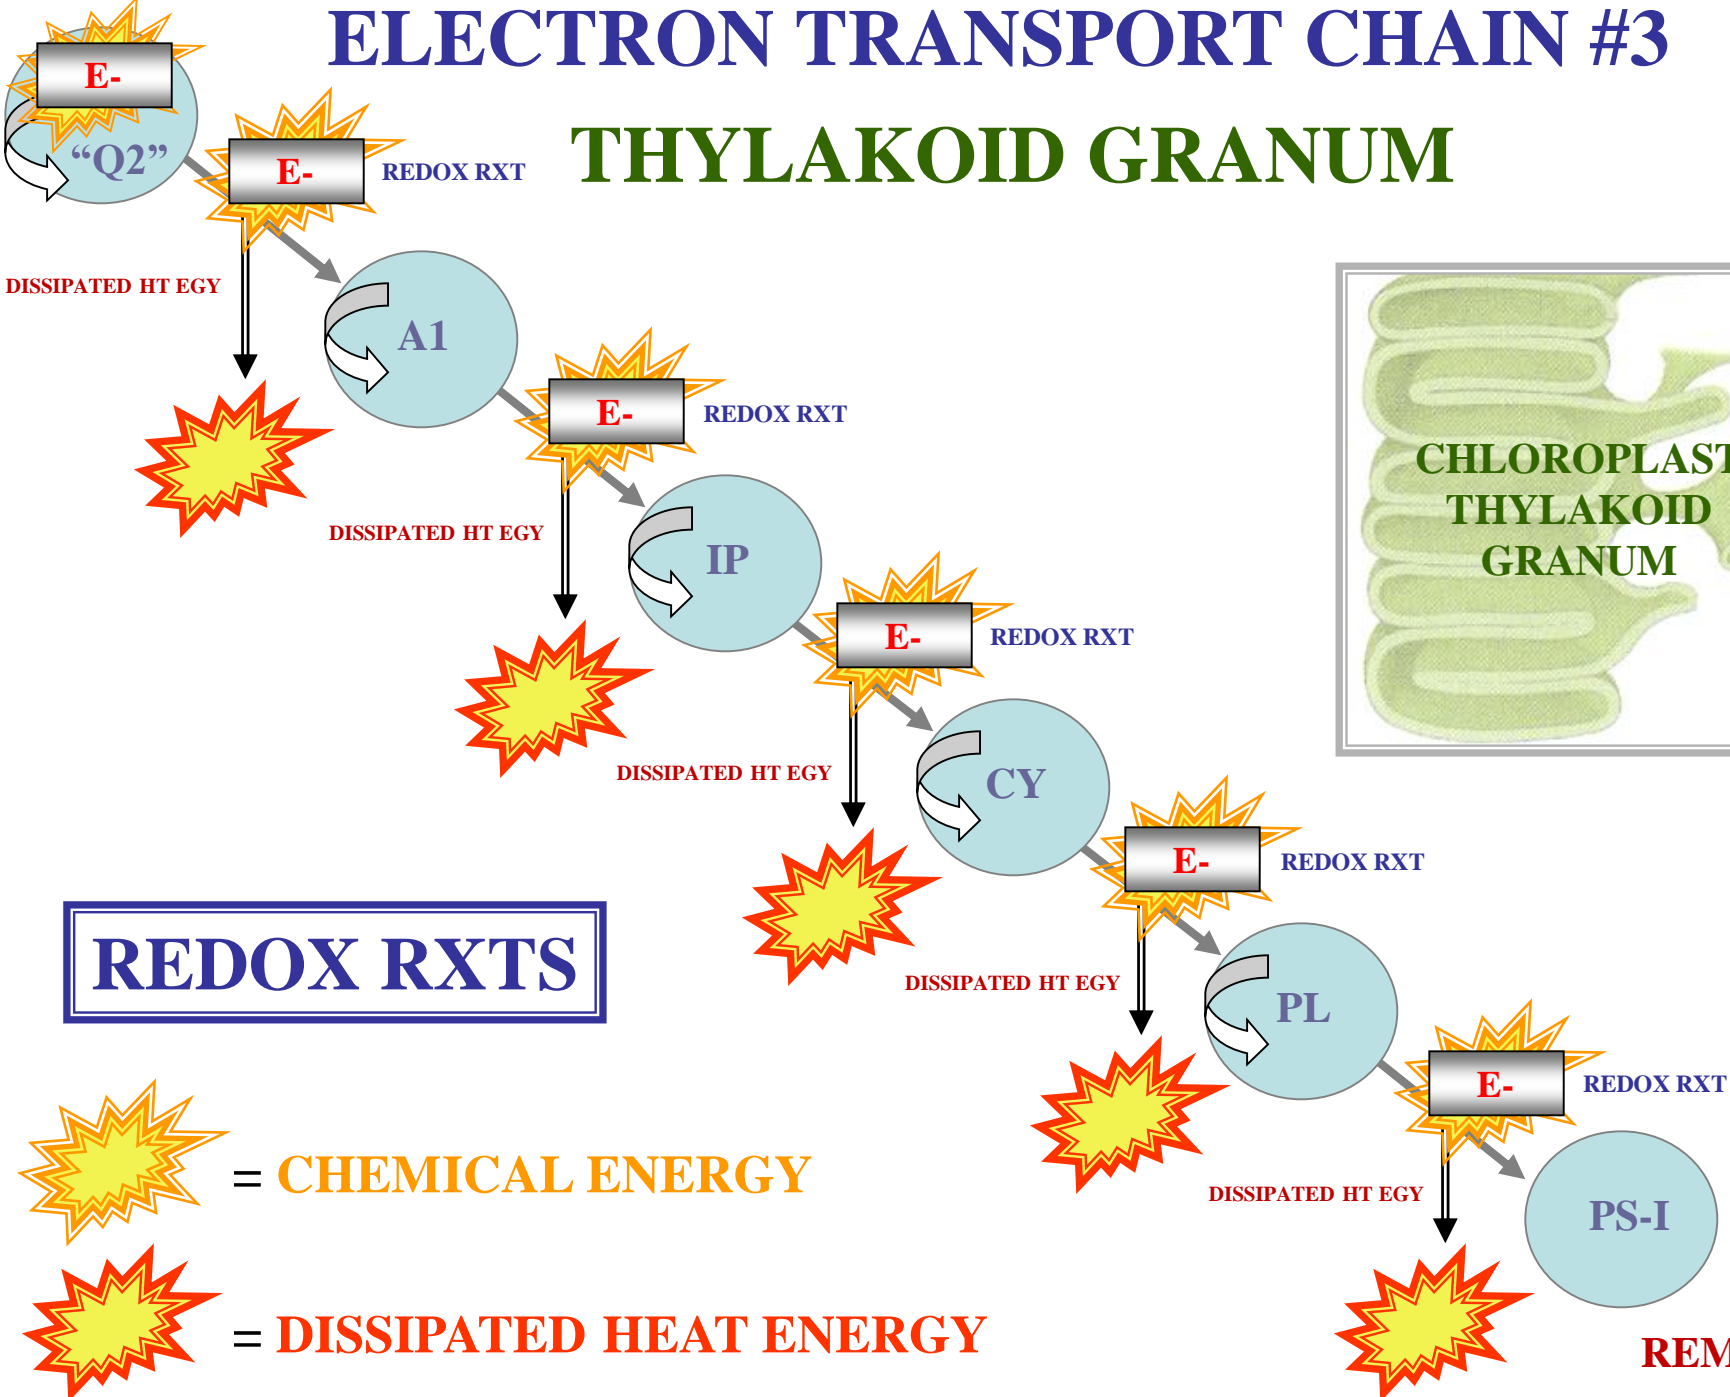 ELECTRON TRANSPORT CHAIN #3
THYLAKOID GRANUM
E-
“Q2”
E-
REDOX RXT
DISSIPATED HT EGY
A1
E-
REDOX RXT
DISSIPATED HT EGY
CHLOROPLAST
THYLAKOID
GRANUM
IP
E-
REDOX RXT
DISSIPATED HT EGY
CY
E-
REDOX RXT
DISSIPATED HT EGY
REDOX RXTS
PL
E-
REDOX RXT
DISSIPATED HT EGY
PS-I
= CHEMICAL ENERGY
= DISSIPATED HEAT ENERGY